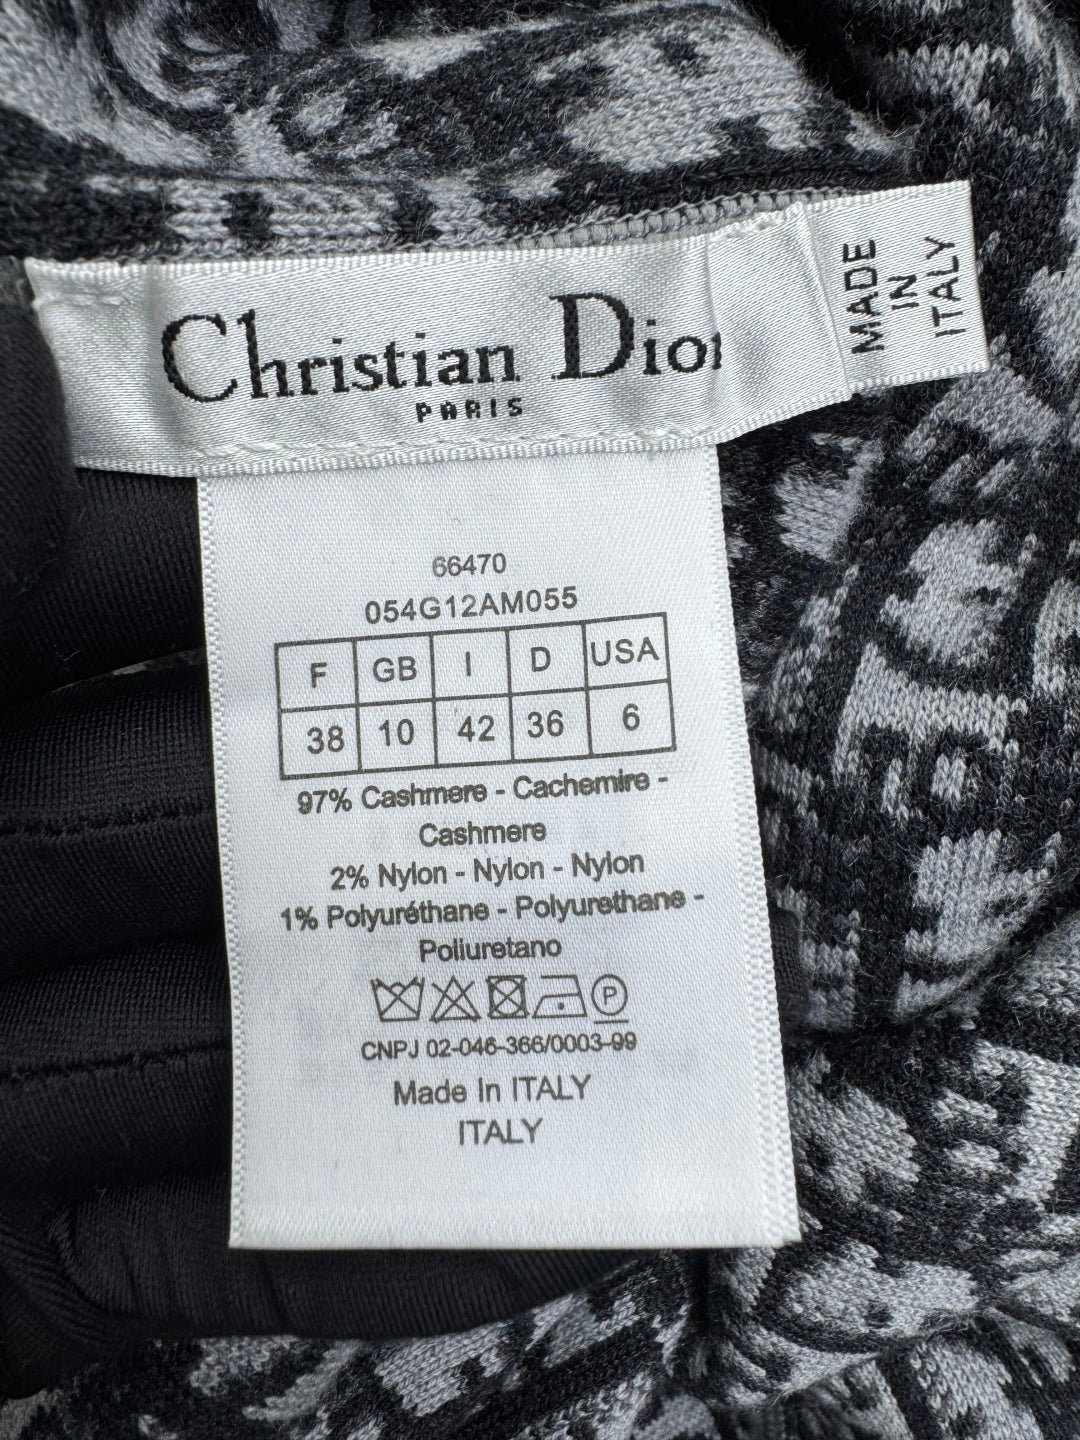 Christian Dior
PARIS
MADE
IN
ITALY
66470
054G12AM055
F GB I D USA
38 10 42 36 6
97% Cashmere - Cachemire -
Cashmere
2% Nylon - Nylon - Nylon
1% Polyuréthane - Polyurethane -
Poliuretano
P
CNPJ 02-046-366/0003-99
Made In ITALY
ITALY